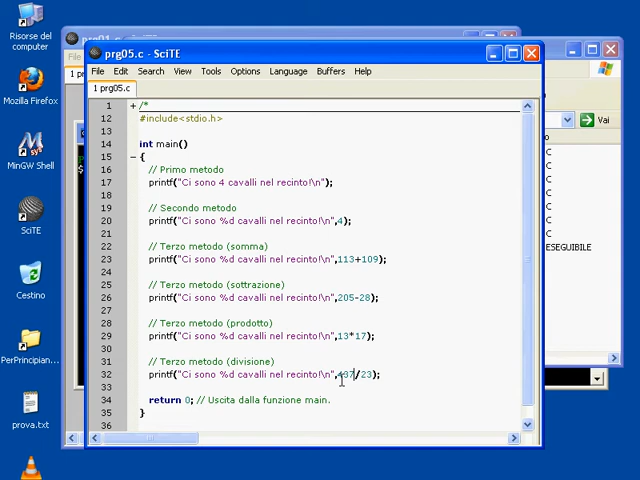 Risorse del
computer
Mozilla Firefox
MinGW Shell
SciTE
Cestino
PerPrincipian
prova.txt
prg05.c - SciTE
File Edit Search View Tools Options Language Buffers Help
1 prg05.c
1 /*
12 #include<stdio.h>
13
14 int main()
15 {
16 // Primo metodo
17 printf("Ci sono 4 cavalli nel recinto!\n");
18
19 // Secondo metodo
20 printf("Ci sono %d cavalli nel recinto!\n",4);
21
22 // Terzo metodo (somma)
23 printf("Ci sono %d cavalli nel recinto!\n",113+109);
24
25 // Terzo metodo (sottrazione)
26 printf("Ci sono %d cavalli nel recinto!\n",205-28);
27
28 // Terzo metodo (prodotto)
29 printf("Ci sono %d cavalli nel recinto!\n",13*17);
30
31 // Terzo metodo (divisione)
32 printf("Ci sono %d cavalli nel recinto!\n",437/23);
33
34 return 0; // Uscita dalla funzione main.
35 }
36
Vai
C
C
C
C
C
C
C
ESEGUIBILE